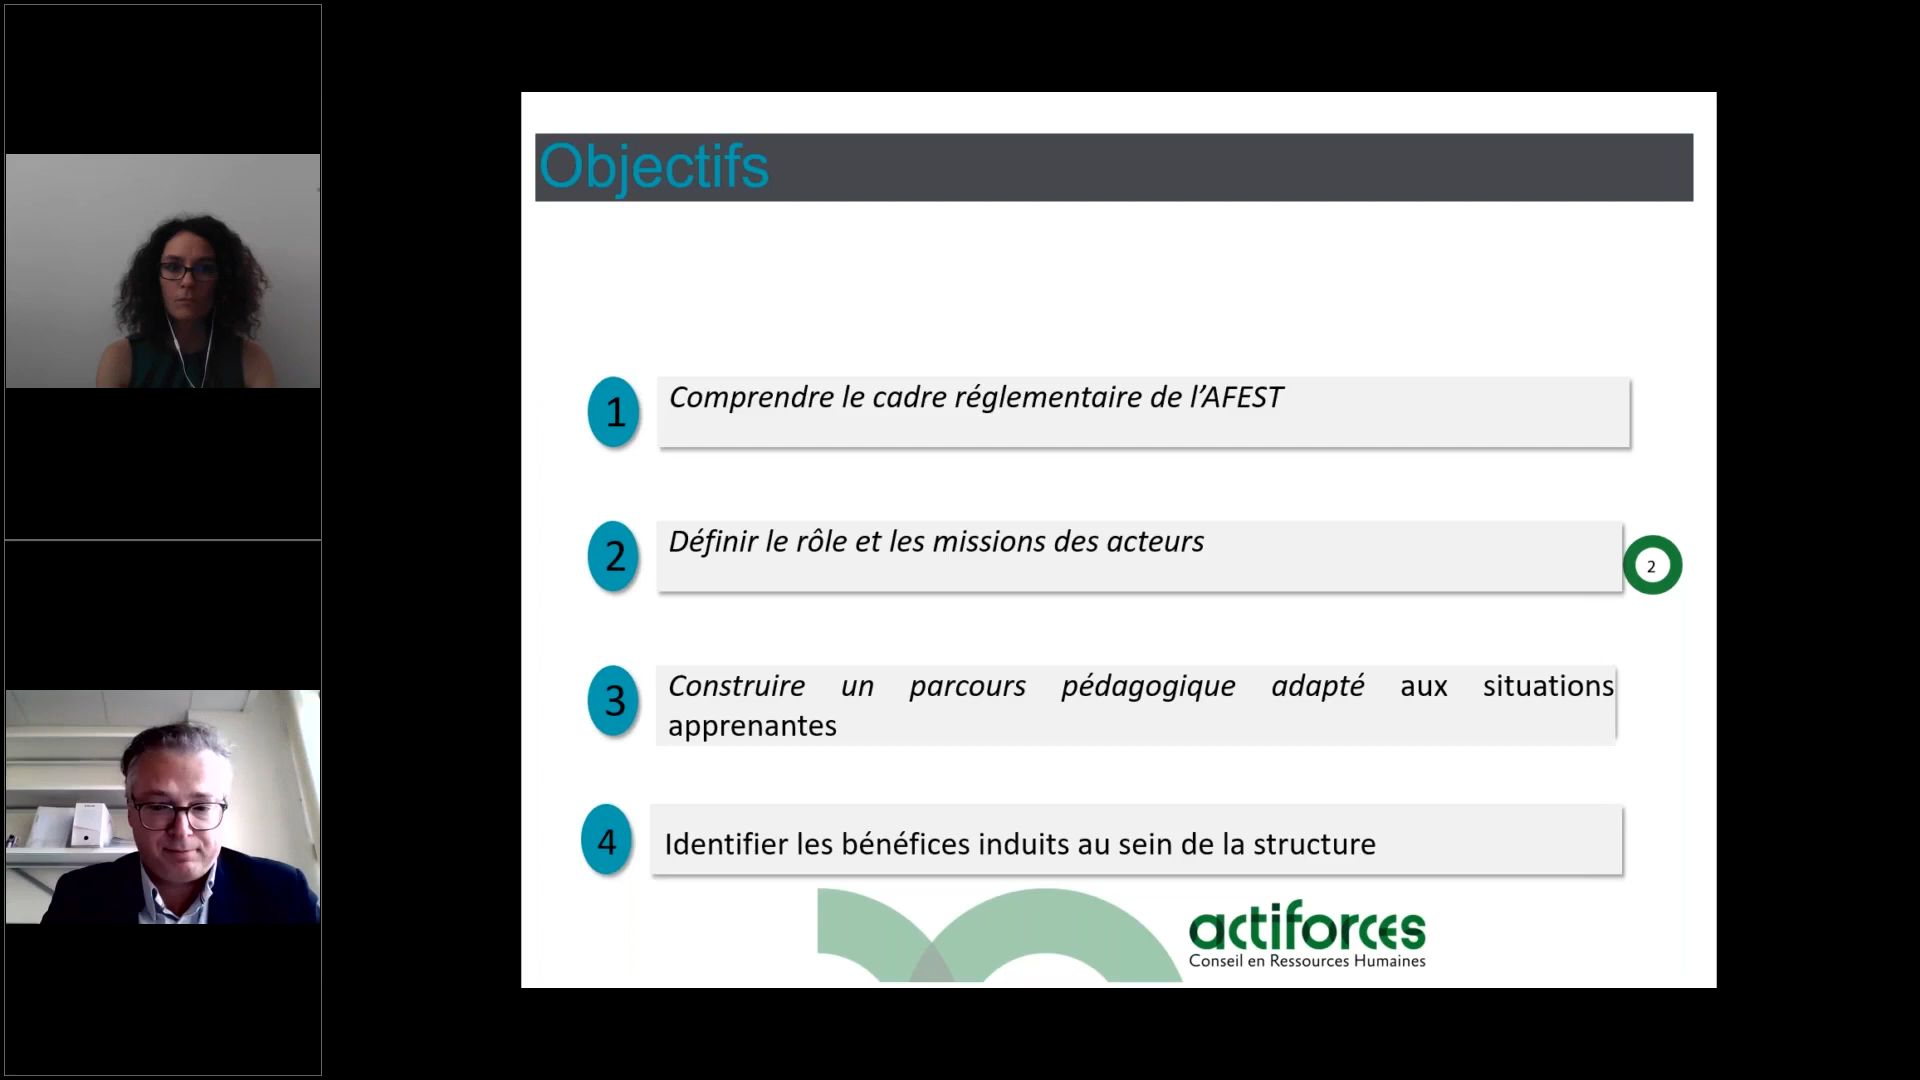 Objectifs
1
Comprendre le cadre réglementaire de l’AFEST
2
Définir le rôle et les missions des acteurs
2
3
Construire un parcours pédagogique adapté aux situations
apprenantes
4
Identifier les bénéfices induits au sein de la structure
actiforces
Conseil en Ressources Humaines